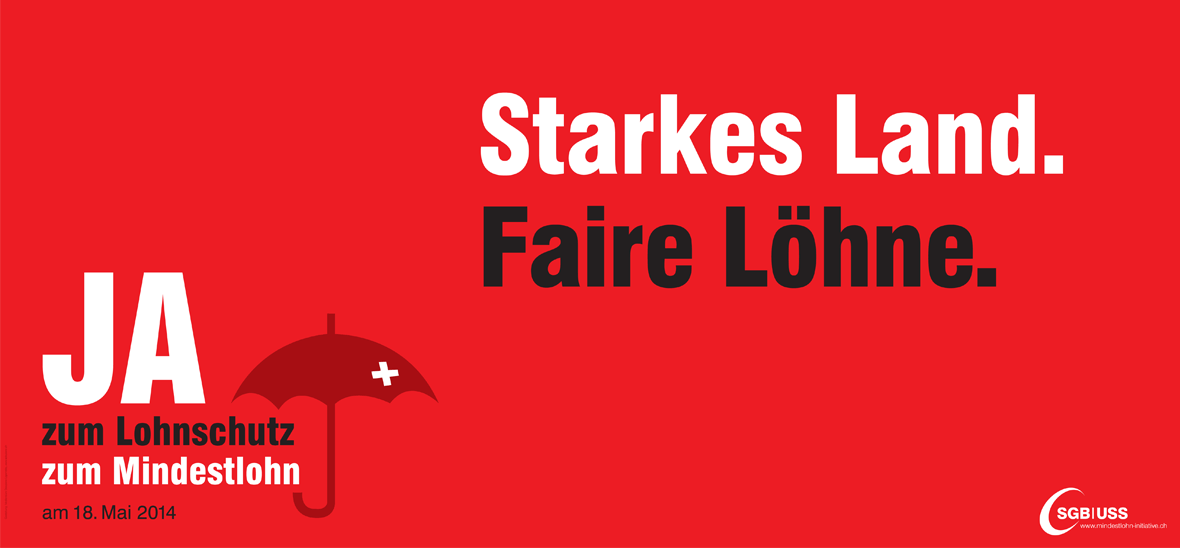 Starkes Land.
Faire Löhne.
JA
zum Lohnschutz
zum Mindestlohn
am 18. Mai 2014
SGB|USS
www.mindestlohn-initiative.ch